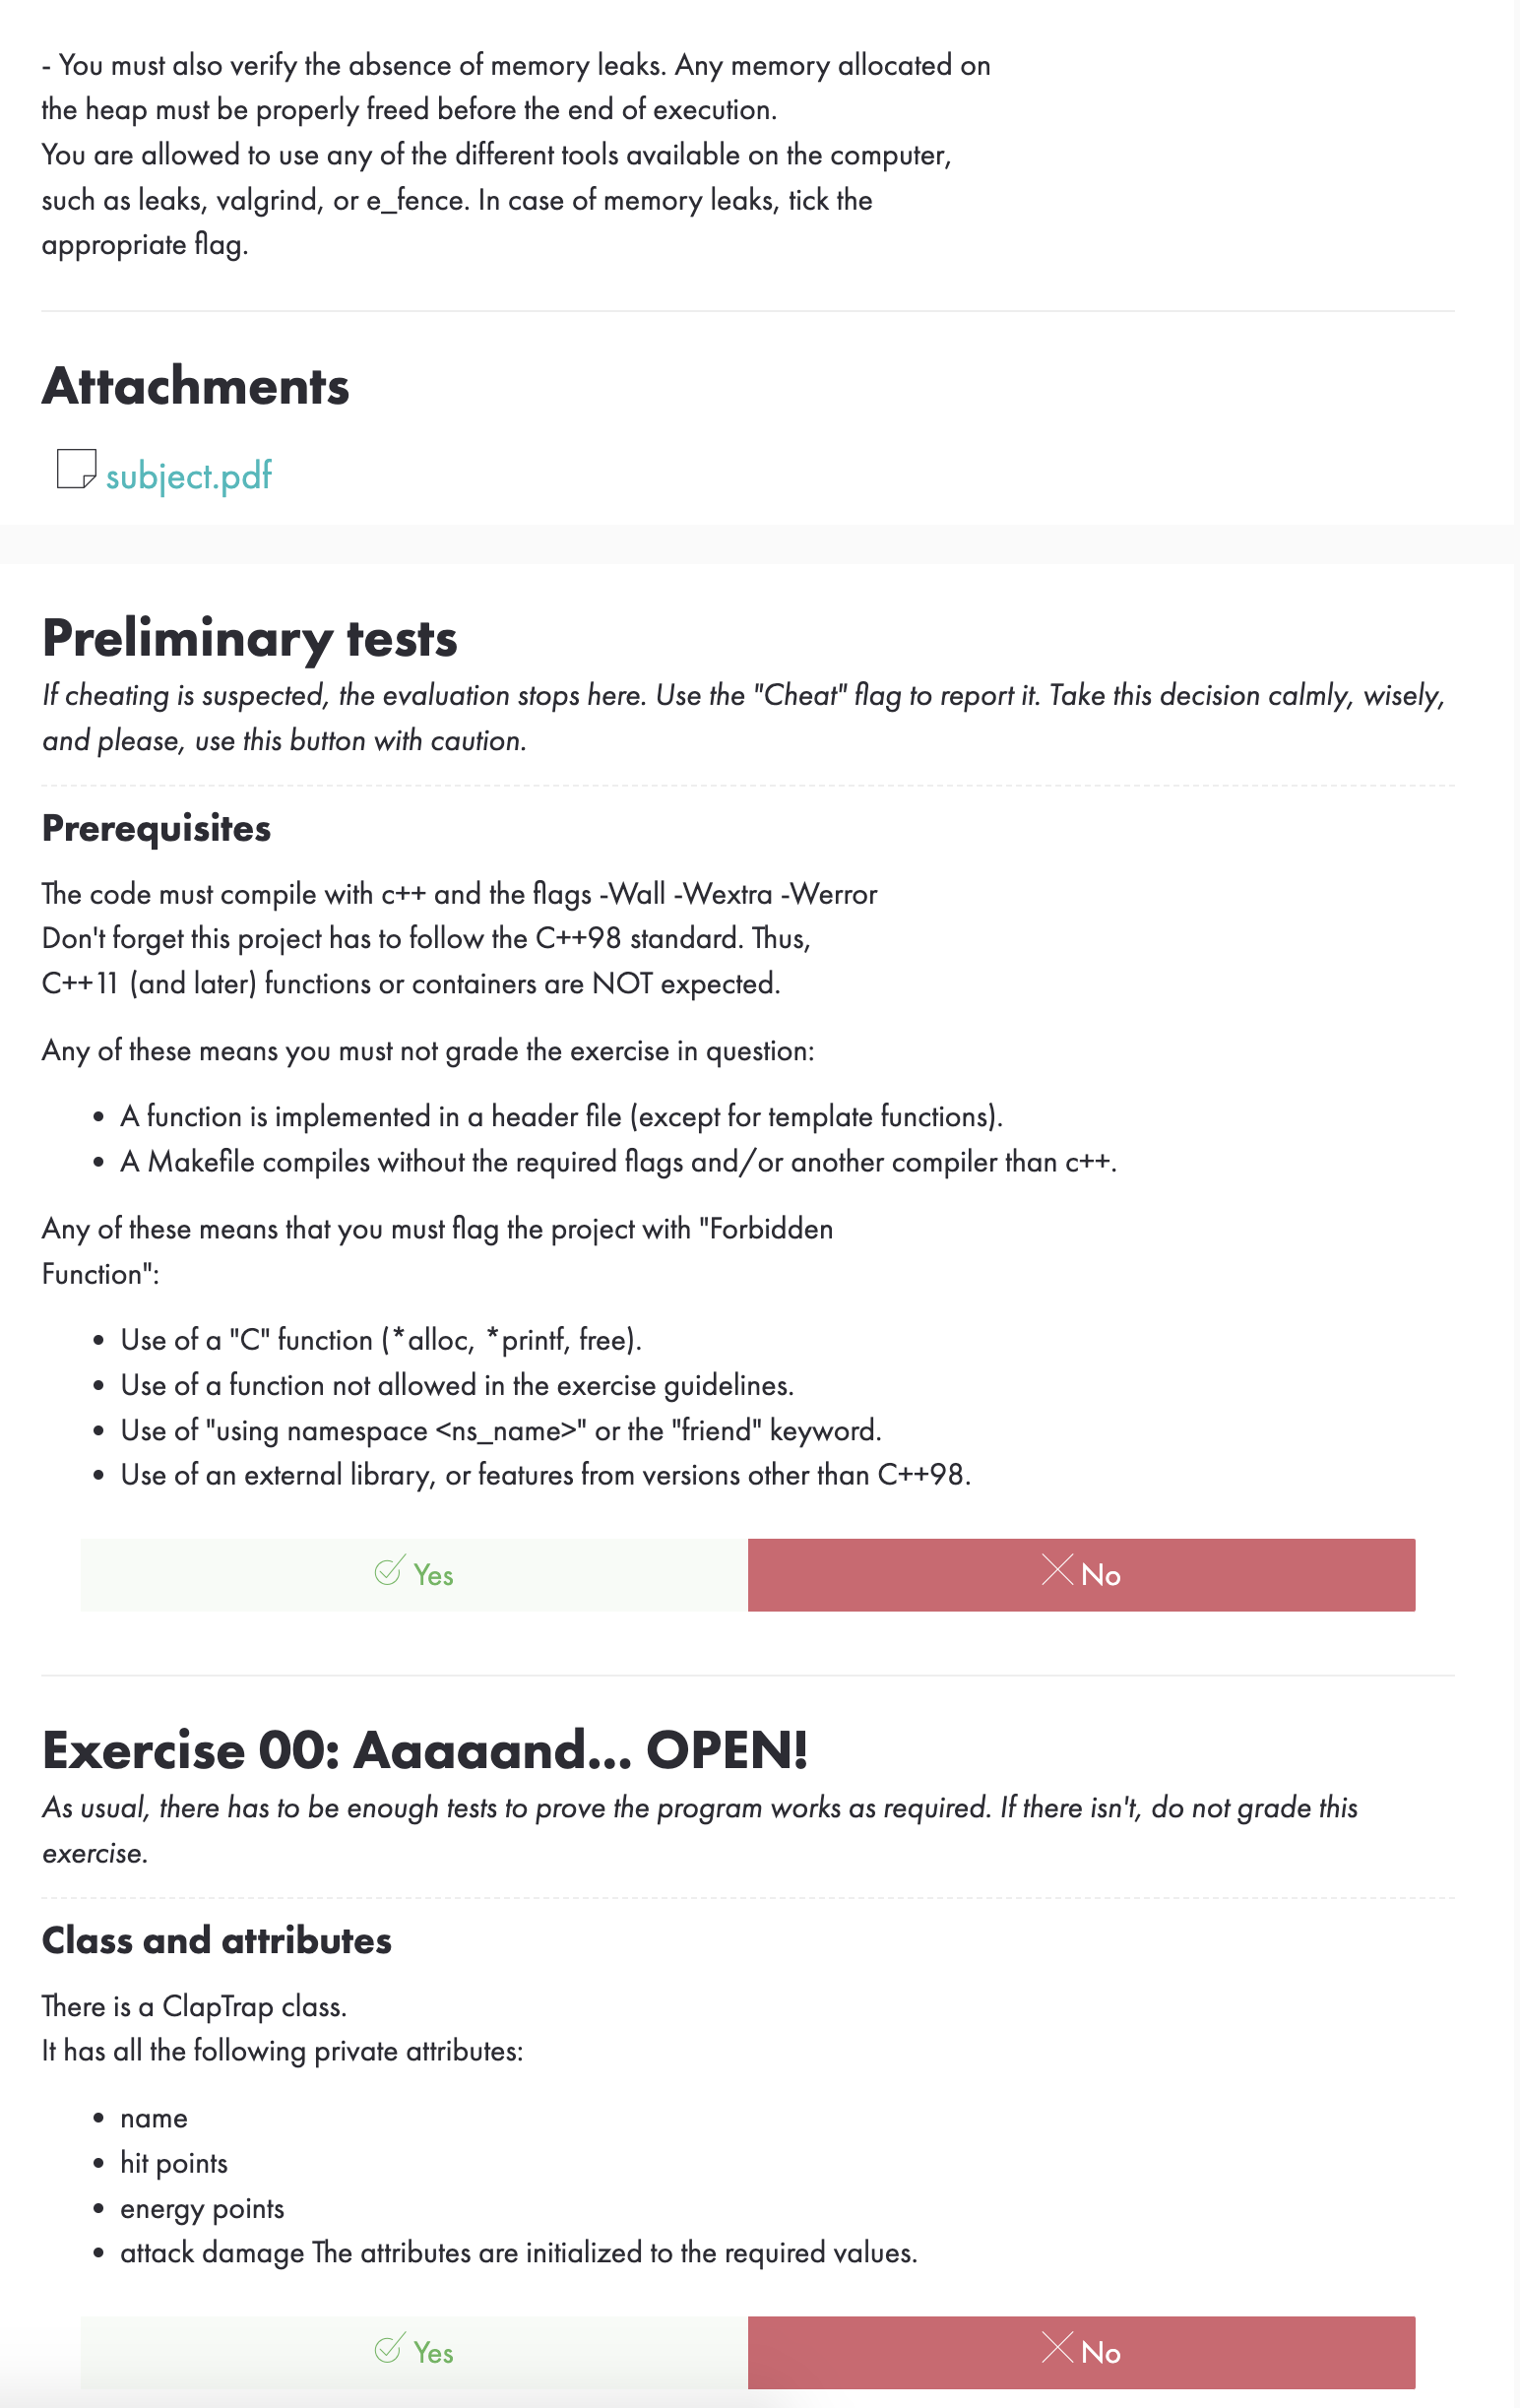 - You must also verify the absence of memory leaks. Any memory allocated on
the heap must be properly freed before the end of execution.
You are allowed to use any of the different tools available on the computer,
such as leaks, valgrind, or e_fence. In case of memory leaks, tick the
appropriate flag.
Attachments
subject.pdf
Preliminary tests
If cheating is suspected, the evaluation stops here. Use the "Cheat" flag to report it. Take this decision calmly, wisely,
and please, use this button with caution.
Prerequisites
The code must compile with c++ and the flags -Wall -Wextra -Werror
Don't forget this project has to follow the C++98 standard. Thus,
C++11 (and later) functions or containers are NOT expected.
Any of these means you must not grade the exercise in question:
• A function is implemented in a header file (except for template functions).
• A Makefile compiles without the required flags and/or another compiler than c++.
Any of these means that you must flag the project with "Forbidden
Function":
• Use of a "C" function (*alloc, *printf, free).
• Use of a function not allowed in the exercise guidelines.
• Use of "using namespace <ns_name>" or the "friend" keyword.
• Use of an external library, or features from versions other than C++98.
Yes No
Exercise 00: Aaaaand... OPEN!
As usual, there has to be enough tests to prove the program works as required. If there isn't, do not grade this
exercise.
Class and attributes
There is a ClapTrap class.
It has all the following private attributes:
• name
• hit points
• energy points
• attack damage The attributes are initialized to the required values.
Yes No